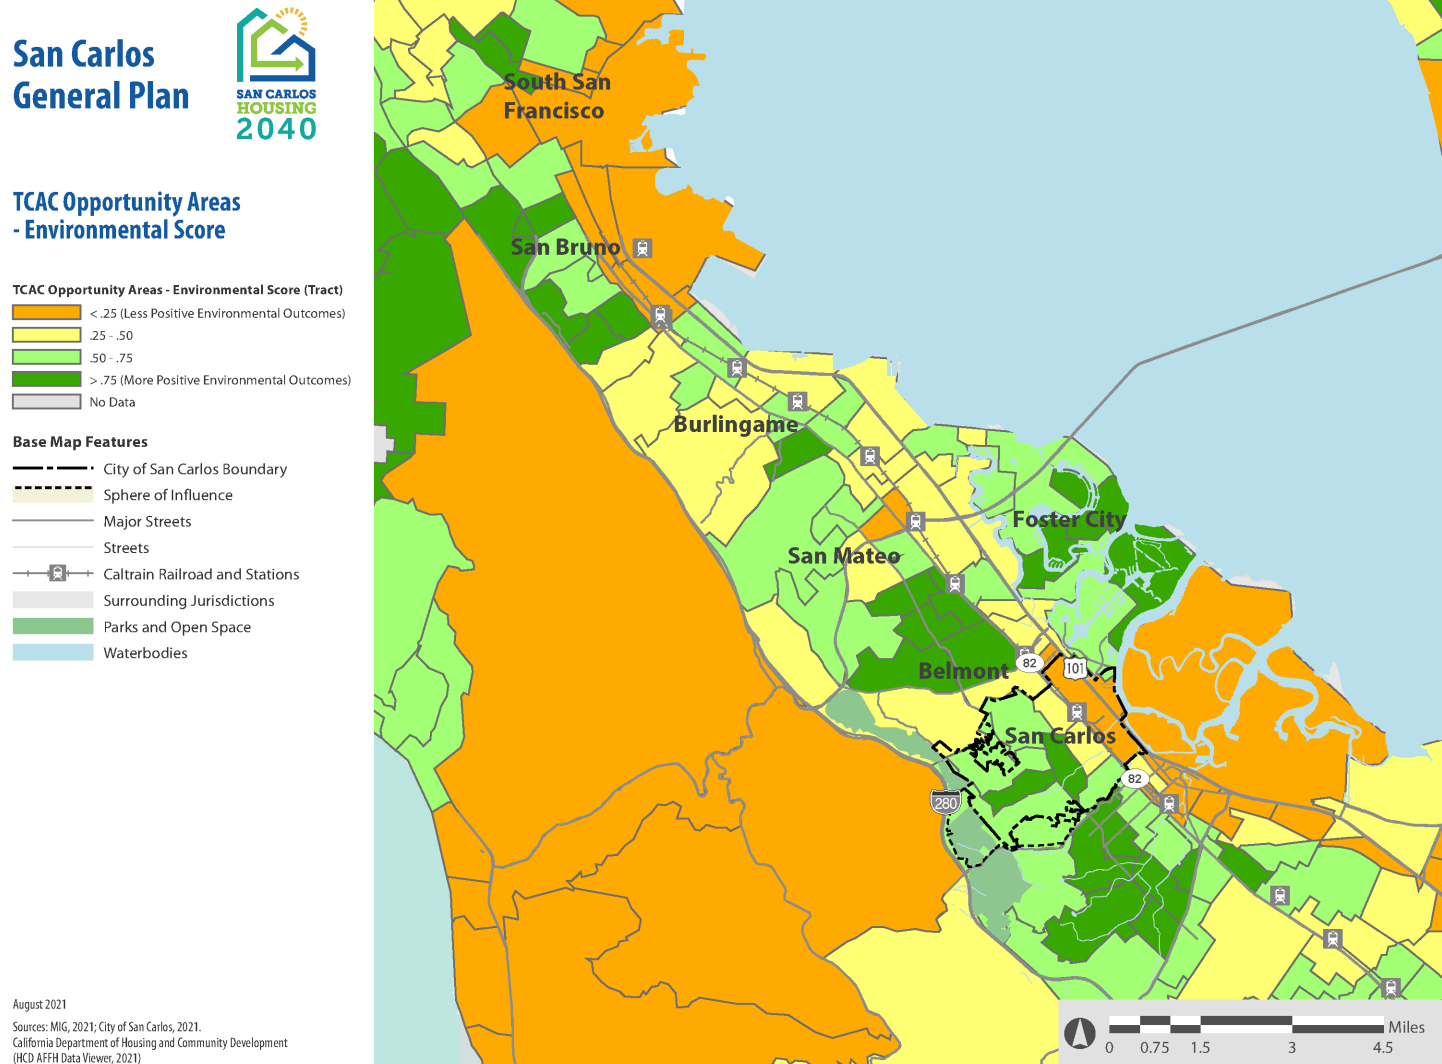 San Carlos
General Plan
SAN CARLOS
HOUSING
2040
TCAC Opportunity Areas
- Environmental Score
TCAC Opportunity Areas - Environmental Score (Tract)
< .25 (Less Positive Environmental Outcomes)
.25 - .50
.50 - .75
> .75 (More Positive Environmental Outcomes)
No Data
Base Map Features
City of San Carlos Boundary
Sphere of Influence
Major Streets
Streets
Caltrain Railroad and Stations
Surrounding Jurisdictions
Parks and Open Space
Waterbodies
August 2021
Sources: MIG, 2021; City of San Carlos, 2021.
California Department of Housing and Community Development
(HCD AFFH Data Viewer, 2021)
South San
Francisco
San Bruno
Burlingame
Foster City
San Mateo
Belmont
82
101
San Carlos
82
280
Miles
0 0.75 1.5 3 4.5